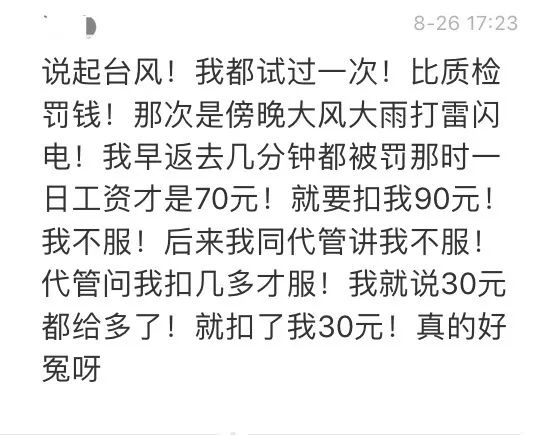 8-26 17:23
说起台风！我都试过一次！比质检
罚钱！那次是傍晚大风大雨打雷闪
电！我早返去几分钟都被罚那时一
日工资才是70元！就要扣我90元！
我不服！后来我同代管讲我不服！
代管问我扣几多才服！我就说30元
都给多了！就扣了我30元！真的好
冤呀